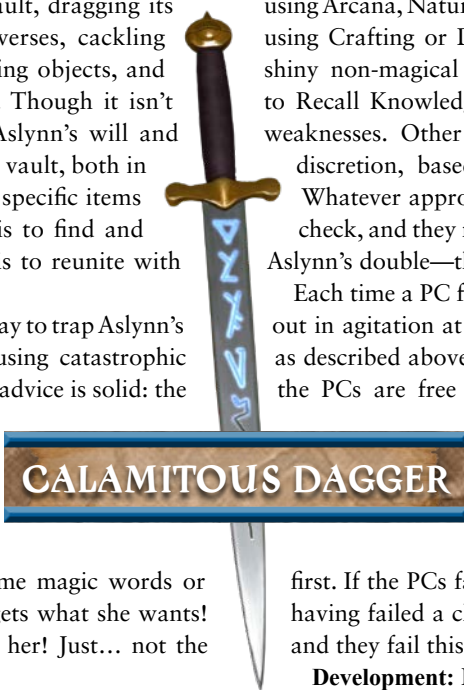 ault, dragging its
verses, cackling
ing objects, and
. Though it isn't
Aslynn's will and
vault, both in
specific items
is to find and
s to reunite with
ay to trap Aslynn's
using catastrophic
advice is solid: the
CALAMITOUS DAGGER
me magic words or
gets what she wants!
her! Just… not the
using Arcana, Natur
using Crafting or I
shiny non-magical
to Recall Knowled
weaknesses. Other
discretion, based
Whatever appro
check, and they
Aslynn's double—th
Each time a PC f
out in agitation at
as described above
the PCs are free
first. If the PCs fa
having failed a c
and they fail this
Development: